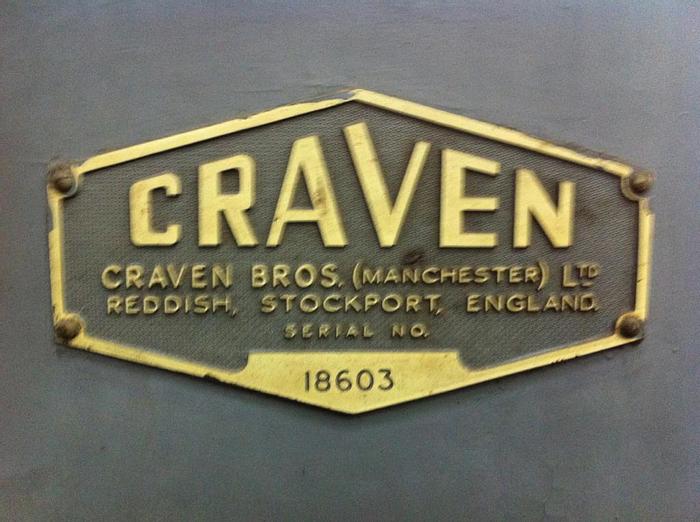 CRAVEN
CRAVEN BROS. (MANCHESTER) LTD
REDDISH, STOCKPORT, ENGLAND.
SERIAL NO.
18603